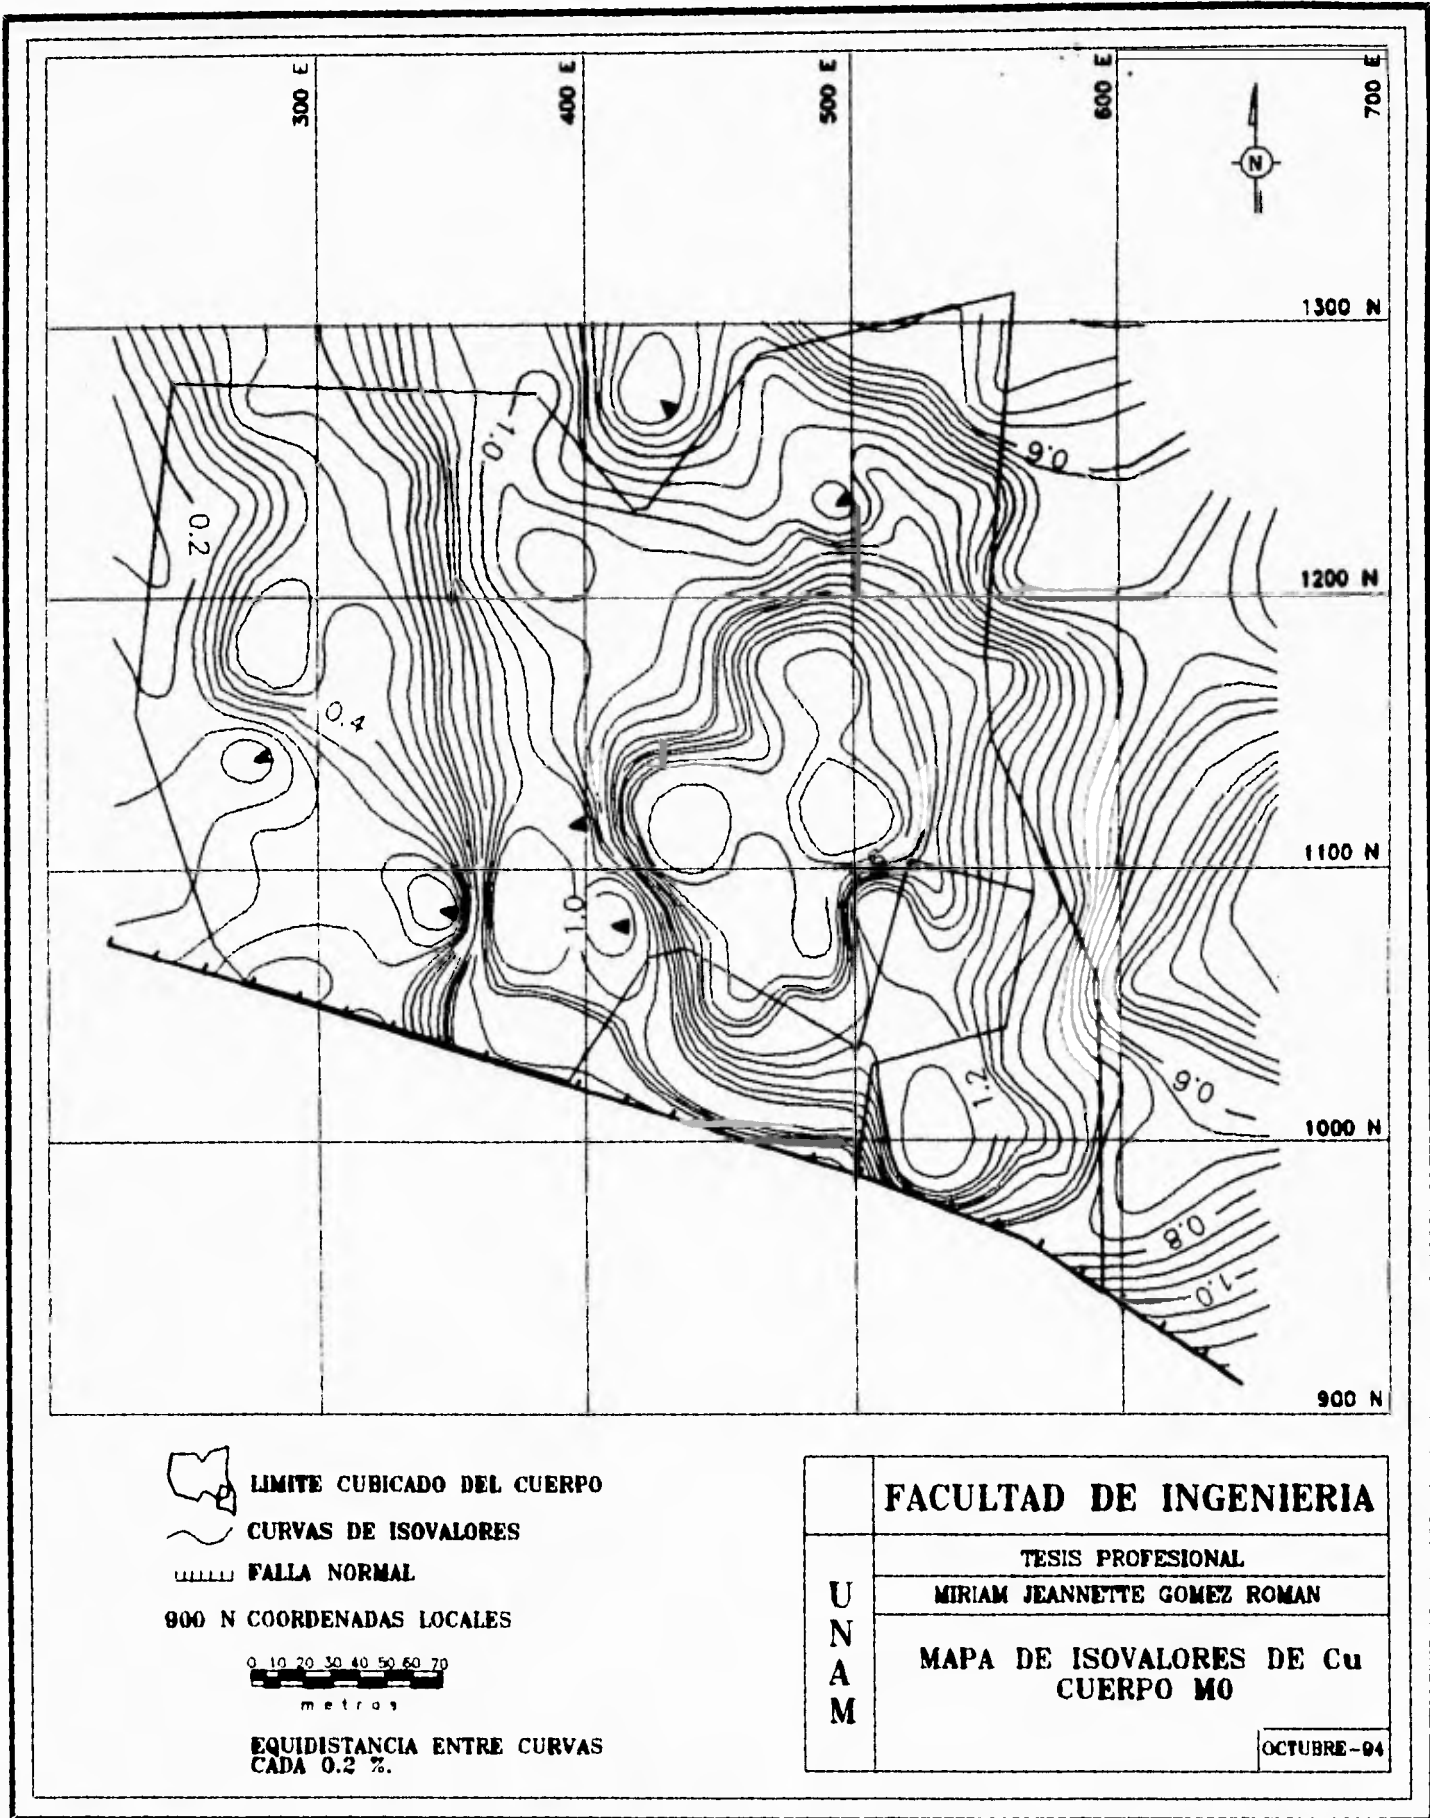 300 E
400 E
500 E
600 E
700 E
N
1300 N
-1.0
0.6
0.2
1200 N
0.4
1100 N
1.0
1.2
0.6
1000 N
0.8
-1.0
900 N
LIMITE CUBICADO DEL CUERPO
CURVAS DE ISOVALORES
FALLA NORMAL
900 N COORDENADAS LOCALES
0 10 20 30 40 50 60 70
metros
EQUIDISTANCIA ENTRE CURVAS
CADA 0.2 %.
UNAM
FACULTAD DE INGENIERIA
TESIS PROFESIONAL
MIRIAM JEANNETTE GOMEZ ROMAN
MAPA DE ISOVALORES DE Cu
CUERPO MO
OCTUBRE-94